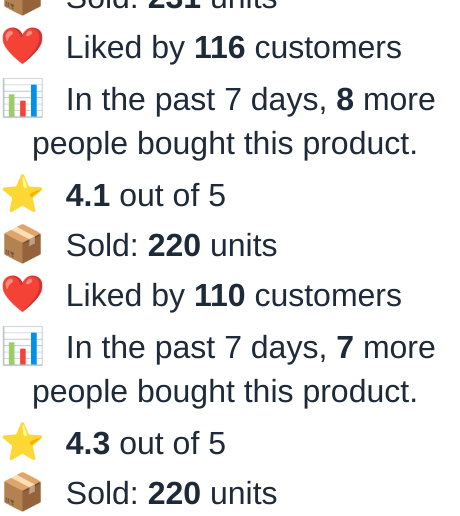 Sold: 231 units
Liked by 116 customers
In the past 7 days, 8 more
people bought this product.
4.1 out of 5
Sold: 220 units
Liked by 110 customers
In the past 7 days, 7 more
people bought this product.
4.3 out of 5
Sold: 220 units